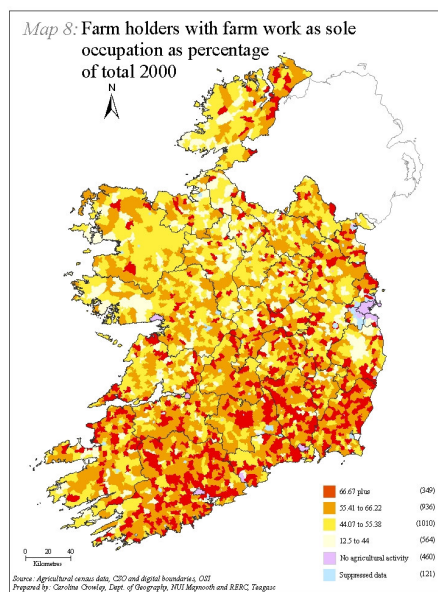 Map 8: Farm holders with farm work as sole
occupation as percentage
of total 2000
N
66.67 plus (349)
55.41 to 66.22 (936)
44.07 to 55.38 (1010)
12.5 to 44 (564)
No agricultural activity (460)
Suppressed data (121)
0 20 40
Kilometres
Source: Agricultural census data, CSO and digital boundaries, OSI
Prepared by: Caroline Crowley, Dept. of Geography, NUI Maynooth and RERC, Teagasc